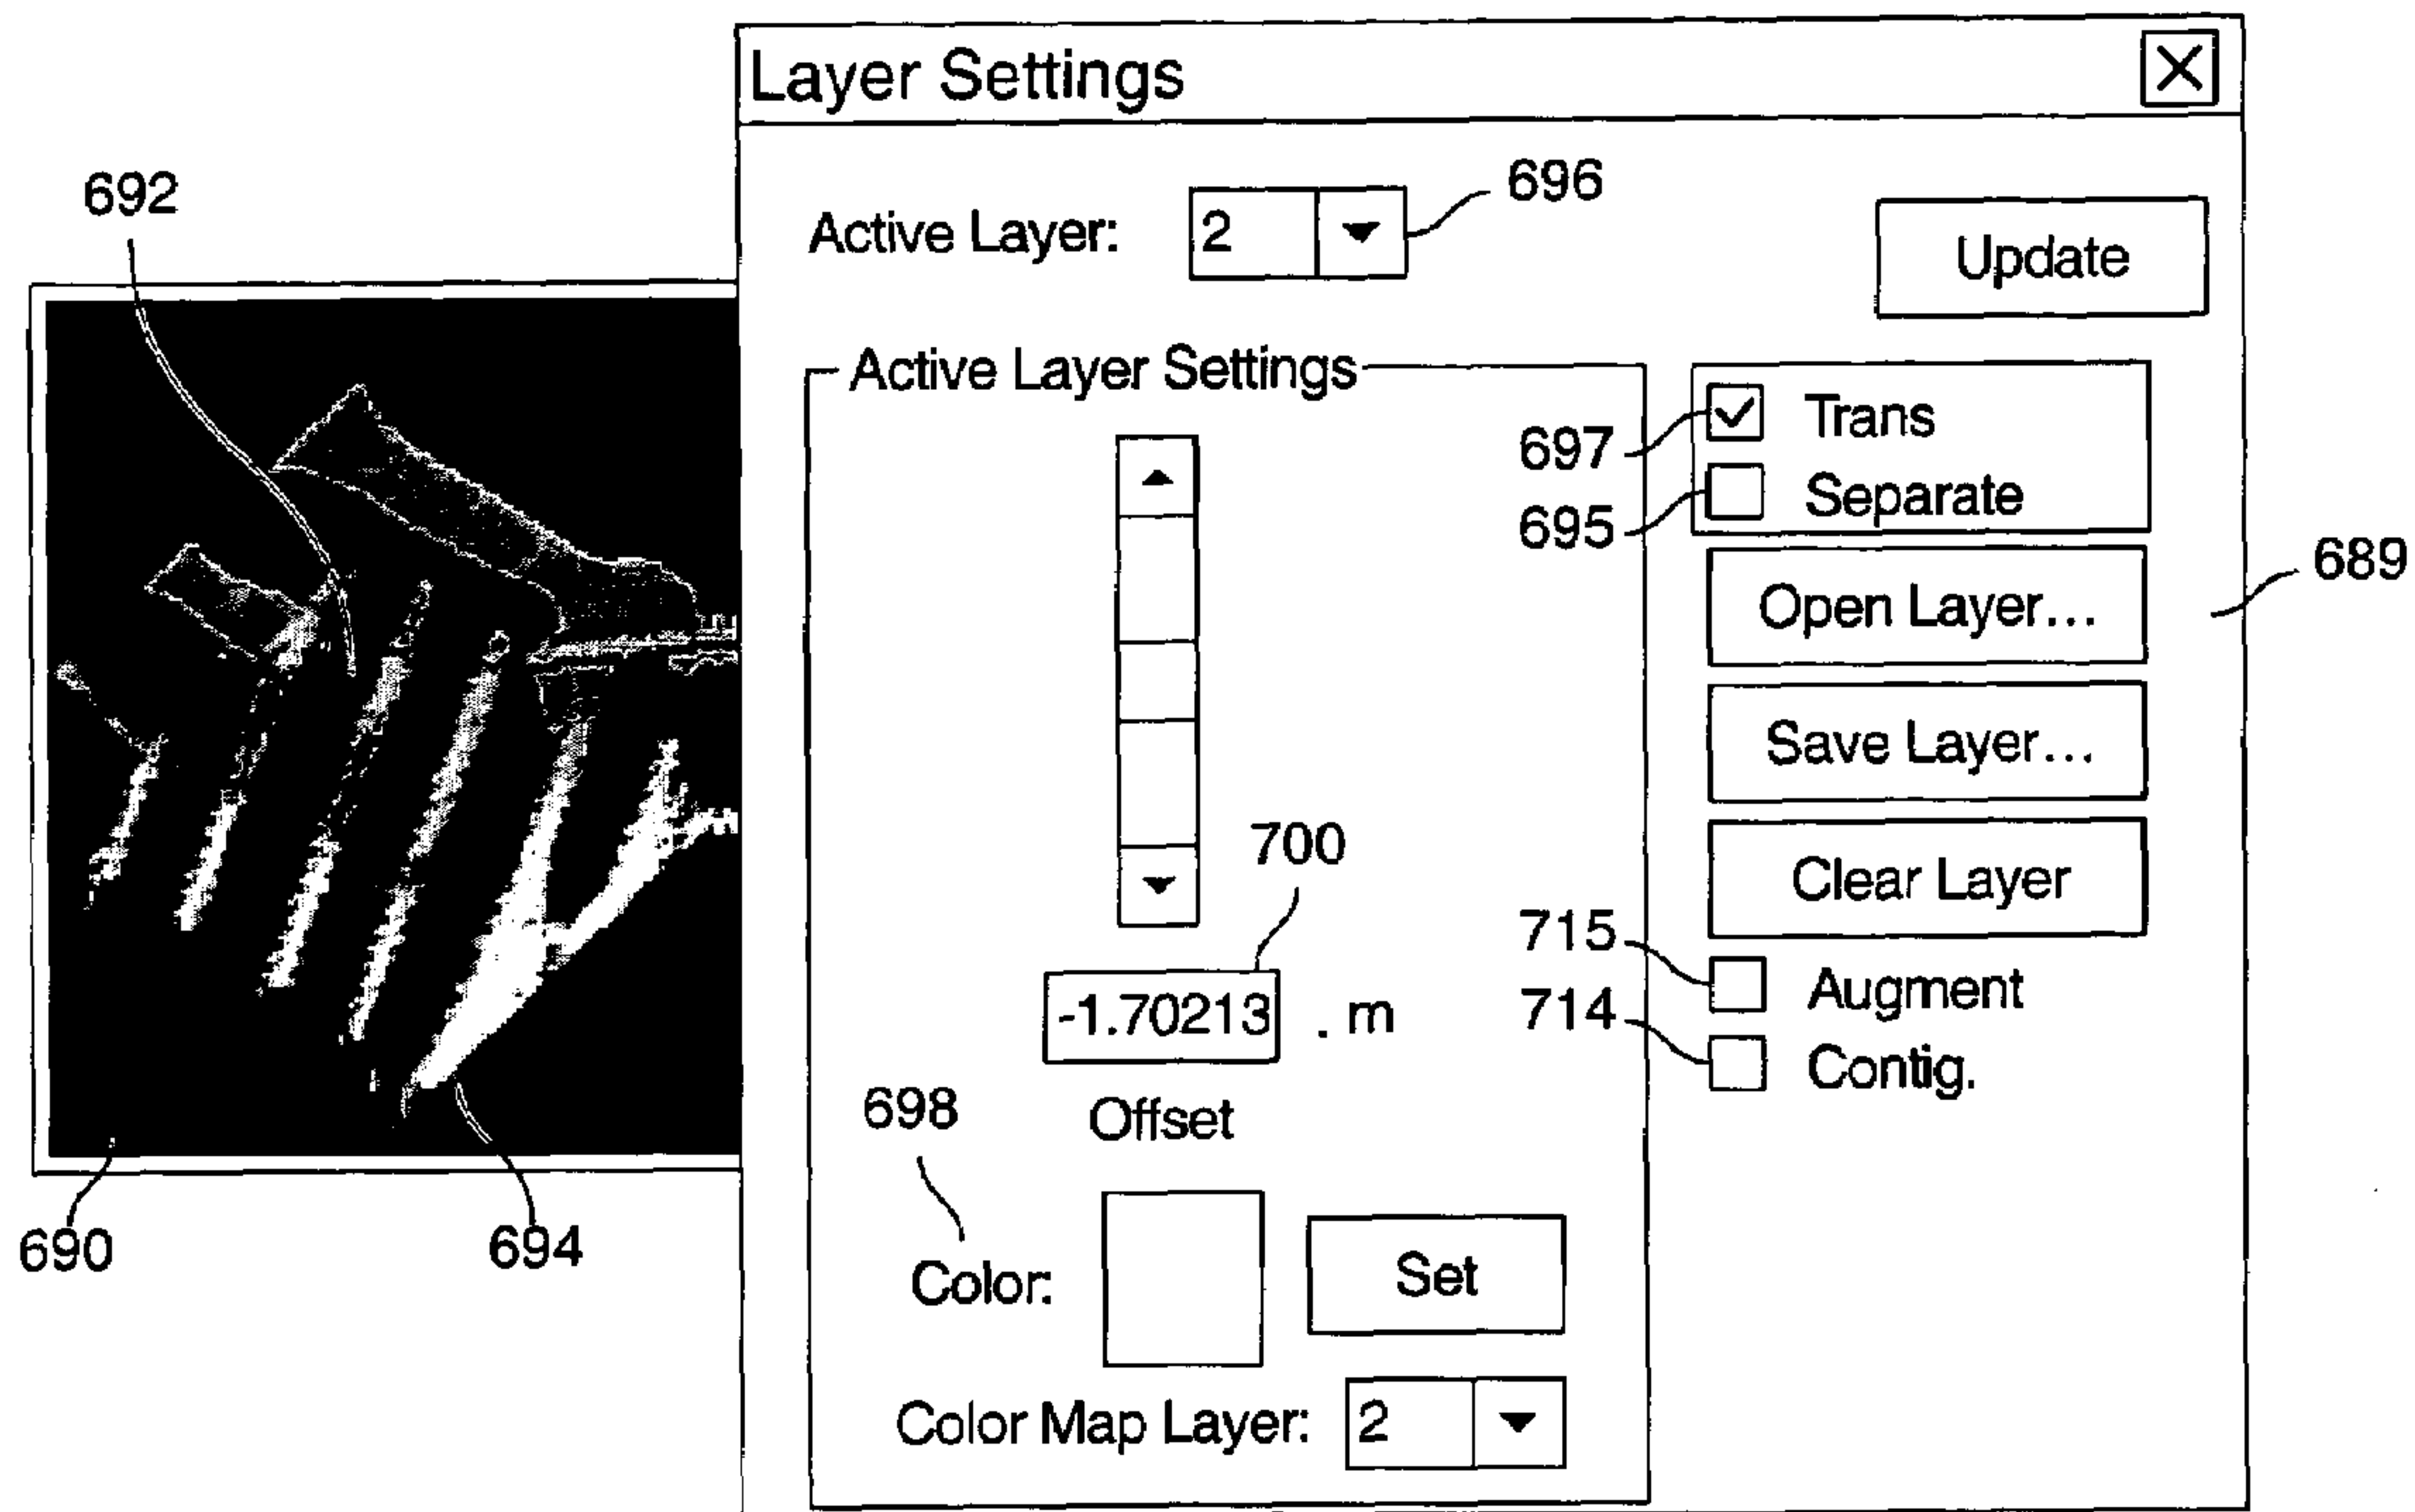 Layer Settings
692
Active Layer:
2
696
Update
Active Layer Settings
697
Trans
695
Separate
689
Open Layer...
Save Layer...
700
Clear Layer
715
Augment
-1.70213
. m
714
Contig.
698
Offset
690
694
Color:
Set
Color Map Layer:
2